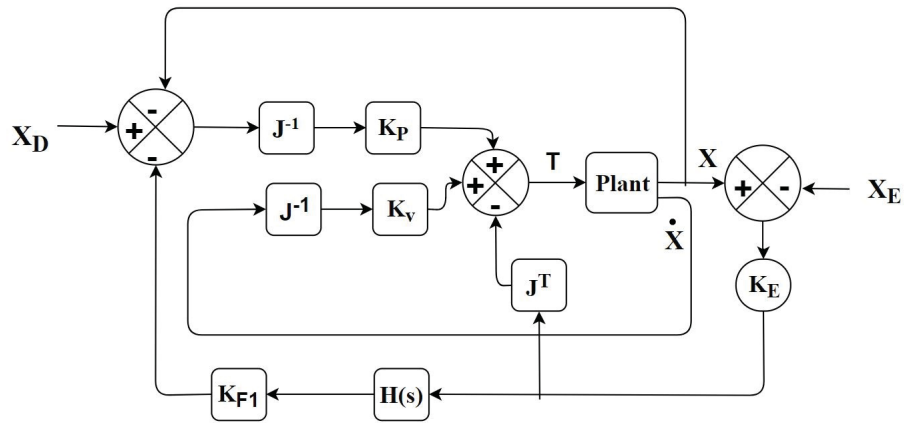 -
X_D
+
-
J⁻¹
K_P
+
+
-
T
Plant
X
+
-
X_E
J⁻¹
K_v
Ẋ
J^T
K_E
K_F1
H(s)